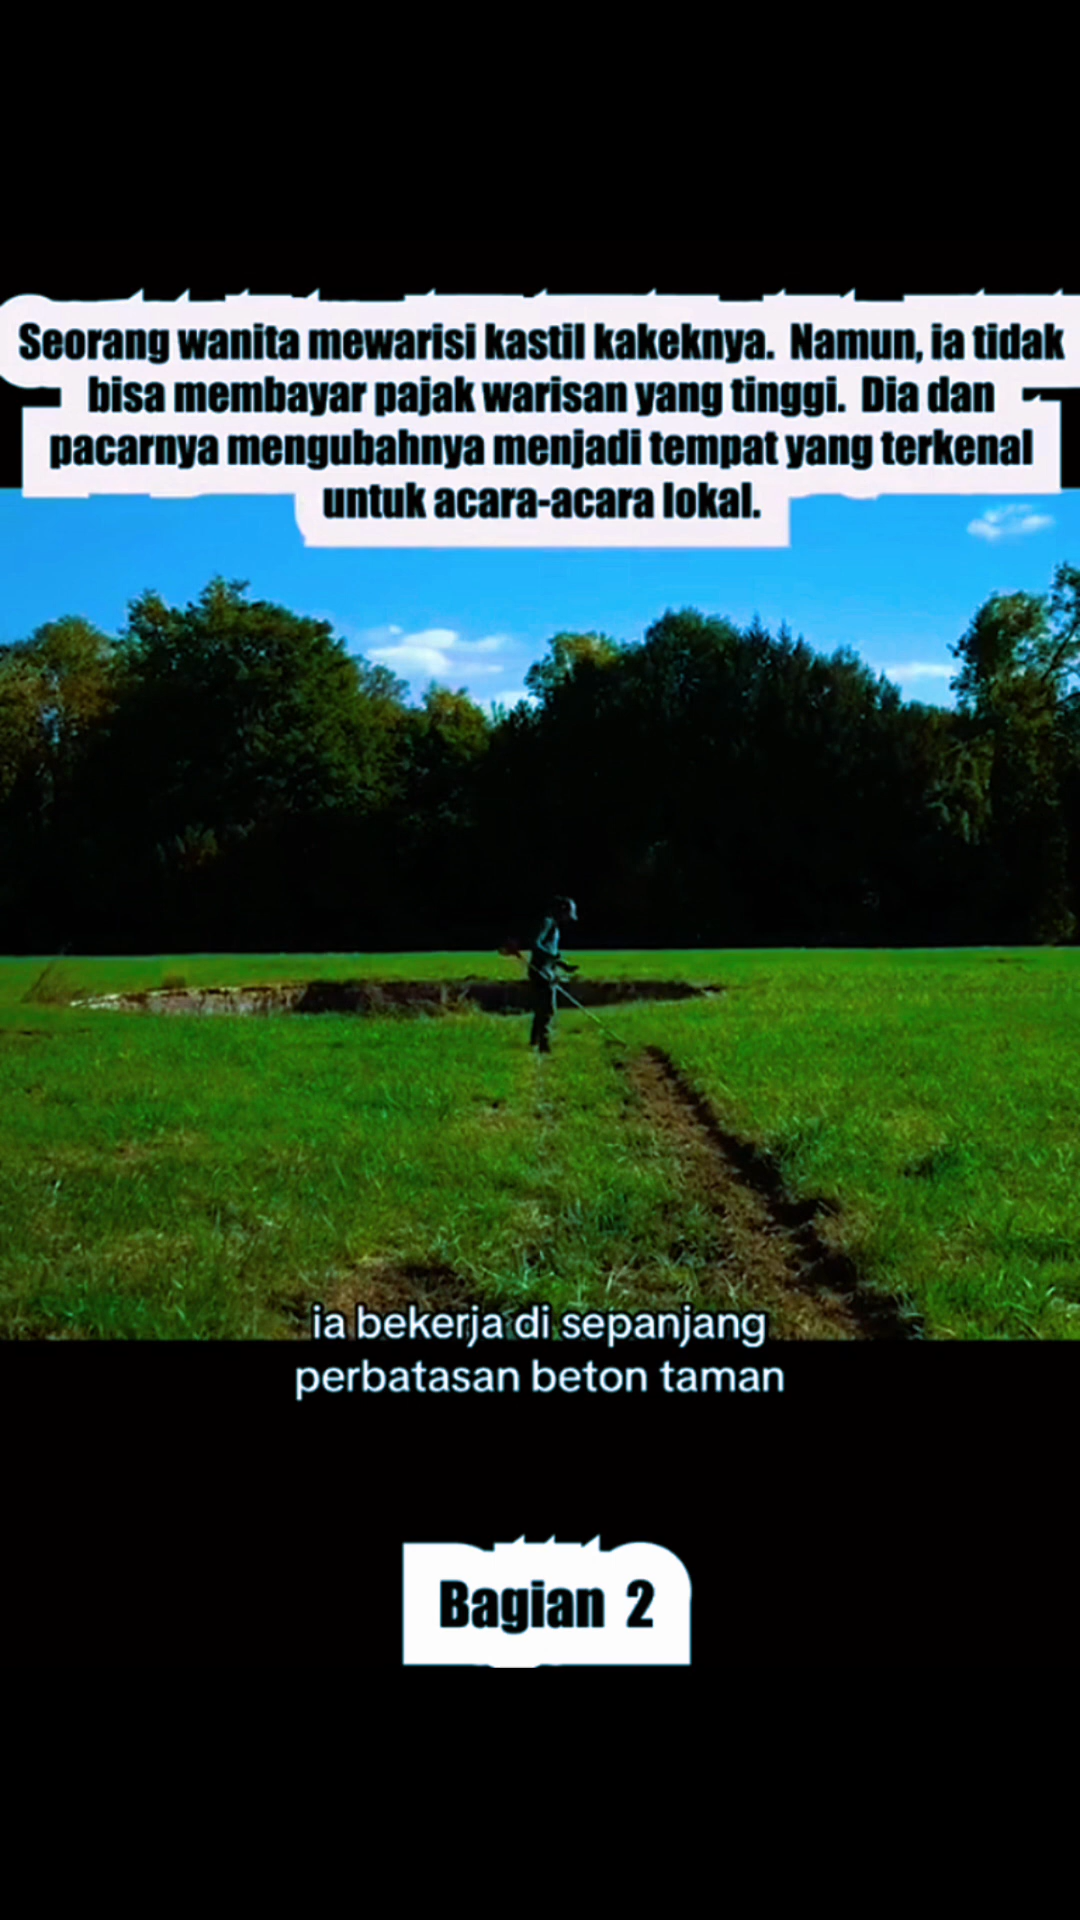 Seorang wanita mewarisi kastil kakeknya. Namun, ia tidak
bisa membayar pajak warisan yang tinggi. Dia dan
pacarnya mengubahnya menjadi tempat yang terkenal
untuk acara-acara lokal.
ia bekerja di sepanjang
perbatasan beton taman
Bagian 2